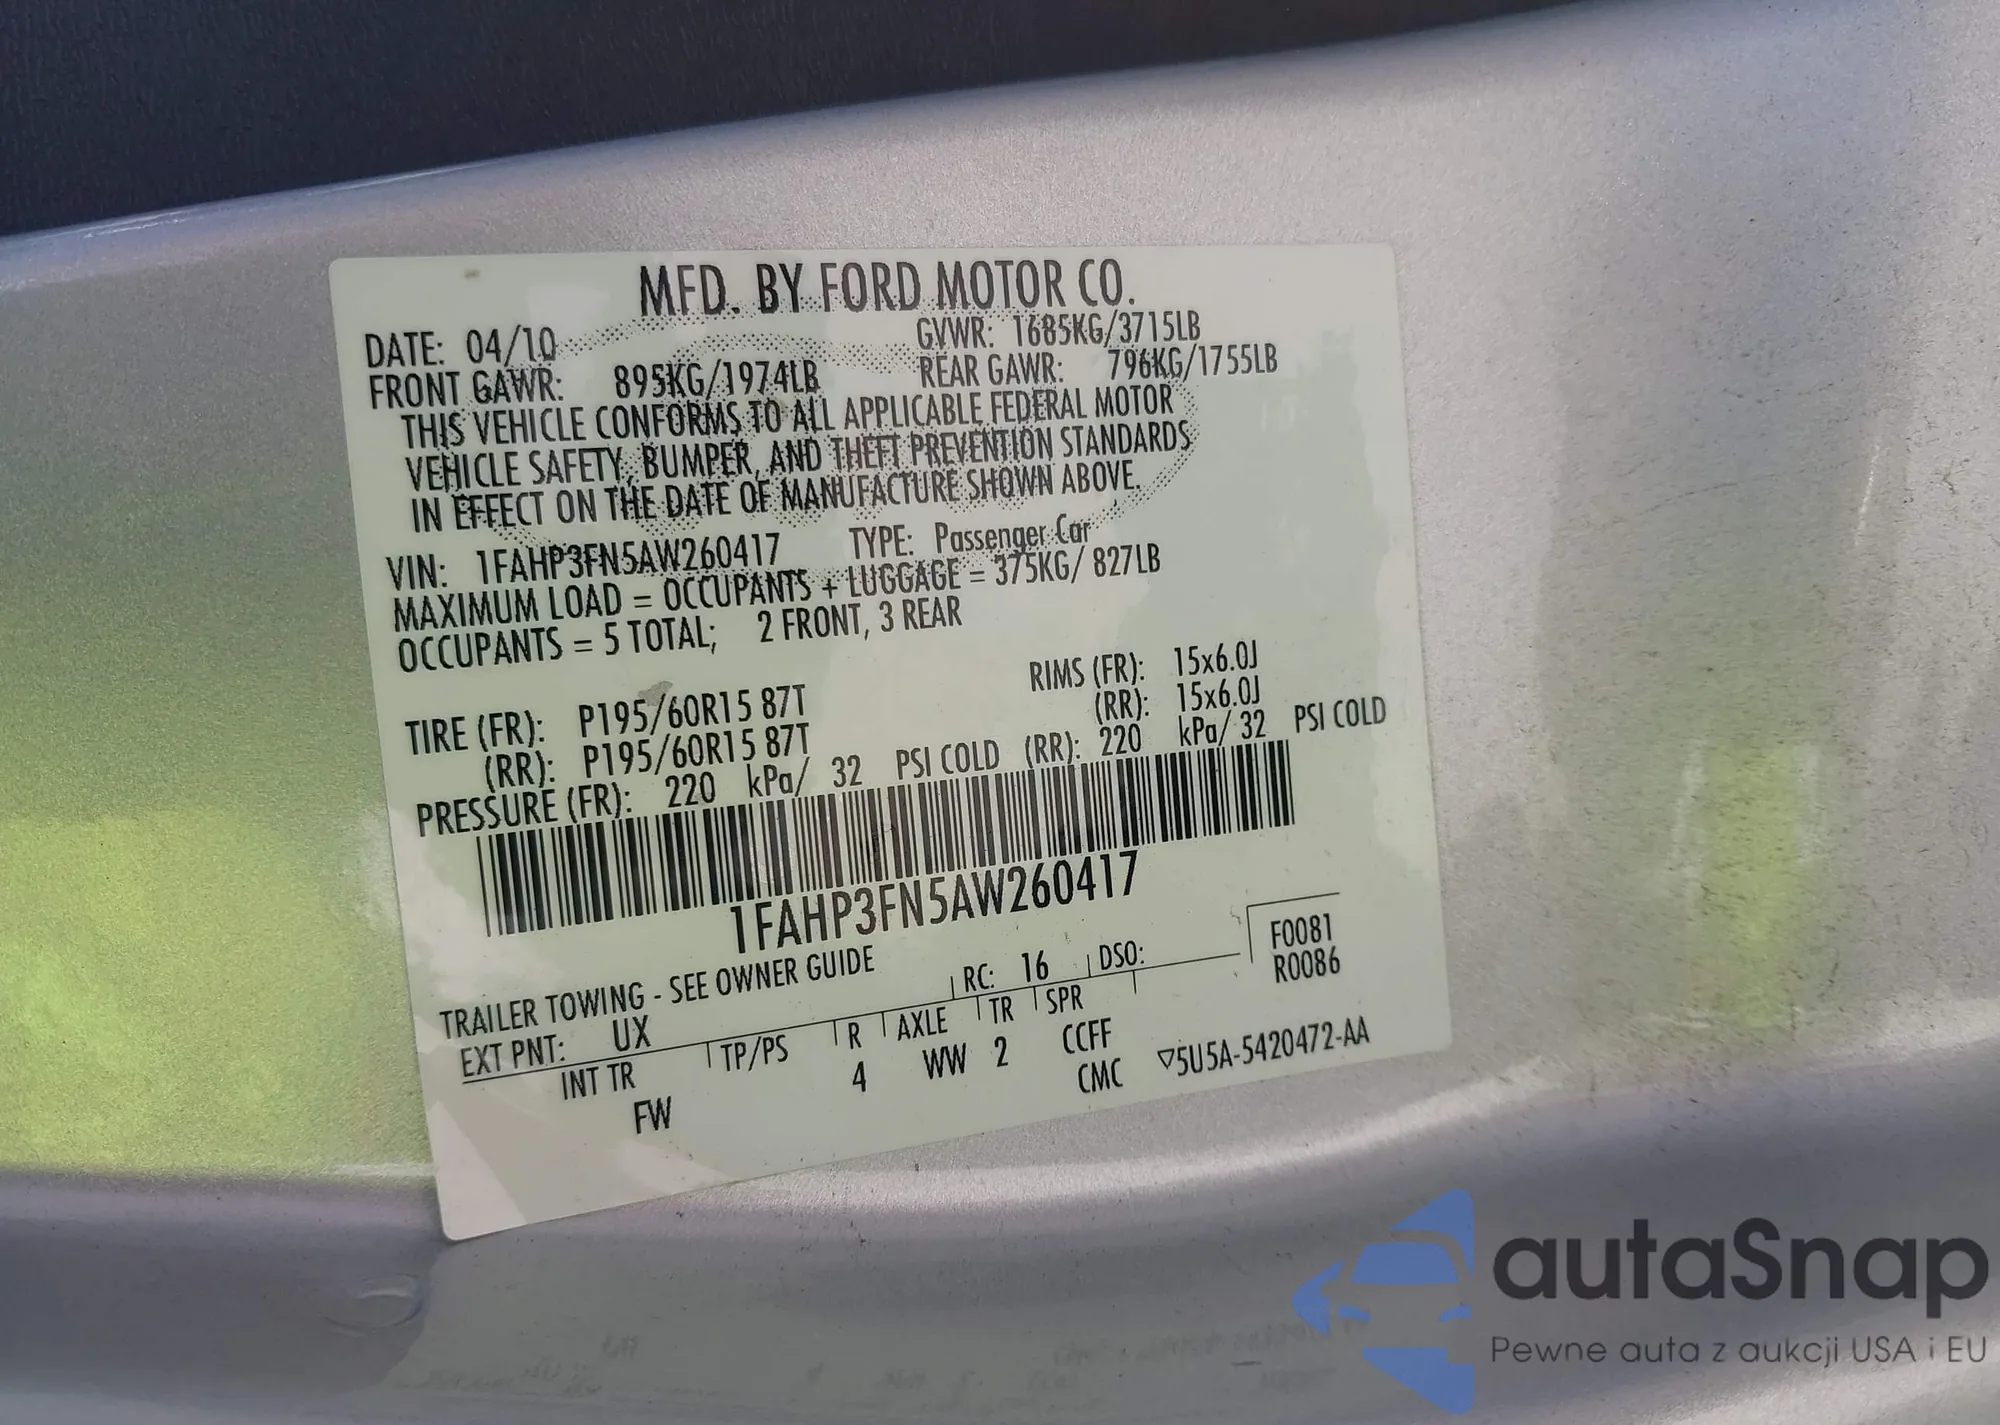 MFD. BY FORD MOTOR CO.
DATE: 04/10 GVWR: 1685KG/3715LB
FRONT GAWR: 895KG/1974LB REAR GAWR: 796KG/1755LB
THIS VEHICLE CONFORMS TO ALL APPLICABLE FEDERAL MOTOR
VEHICLE SAFETY, BUMPER, AND THEFT PREVENTION STANDARDS
IN EFFECT ON THE DATE OF MANUFACTURE SHOWN ABOVE.
VIN: 1FAHP3FN5AW260417 TYPE: Passenger Car
MAXIMUM LOAD = OCCUPANTS + LUGGAGE = 375KG/ 827LB
OCCUPANTS = 5 TOTAL; 2 FRONT, 3 REAR
TIRE (FR): P195/60R15 87T RIMS (FR): 15x6.0J
(RR): P195/60R15 87T (RR): 15x6.0J
PRESSURE (FR): 220 kPa/ 32 PSI COLD (RR): 220 kPa/ 32 PSI COLD
1FAHP3FN5AW260417
TRAILER TOWING - SEE OWNER GUIDE
F0081
R0086
EXT PNT: UX RC: 16 DSO:
INT TR TP/PS R AXLE TR SPR
FW 4 WW 2 CCFF
CMC ▽5U5A-5420472-AA
autaSnap
Pewne auta z aukcji USA i EU